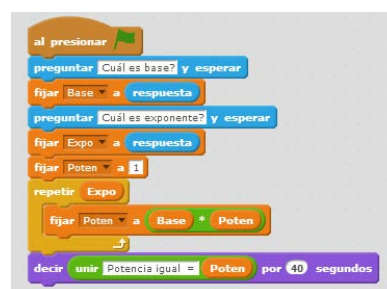 al presionar
preguntar Cuál es base? y esperar
fijar Base a respuesta
preguntar Cuál es exponente? y esperar
fijar Expo a respuesta
fijar Poten a 1
repetir Expo
fijar Poten a Base * Poten
decir unir Potencia igual = Poten por 40 segundos